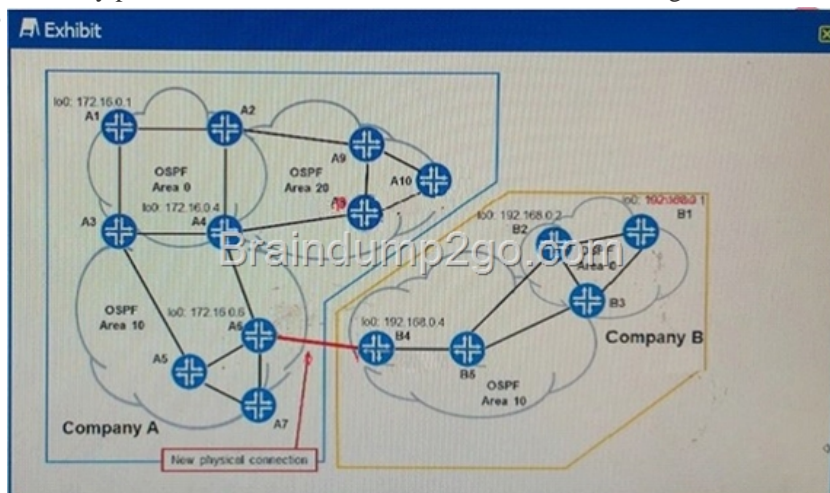 Exhibit
lo0: 172.16.0.1
A1
A2
A9
A10
OSPF
Area 0
OSPF
Area 20
lo0: 172.16.0.4
A3
A4
lo0: 192.168.0.2
B2
lo0:
B1
OSPF
Area 0
Braindump2go.com
OSPF
Area 10
lo0: 172.16.0.6
A6
lo0: 192.168.0.4
B4
B3
Company B
A5
B5
OSPF
Area 10
A7
Company A
New physical connection